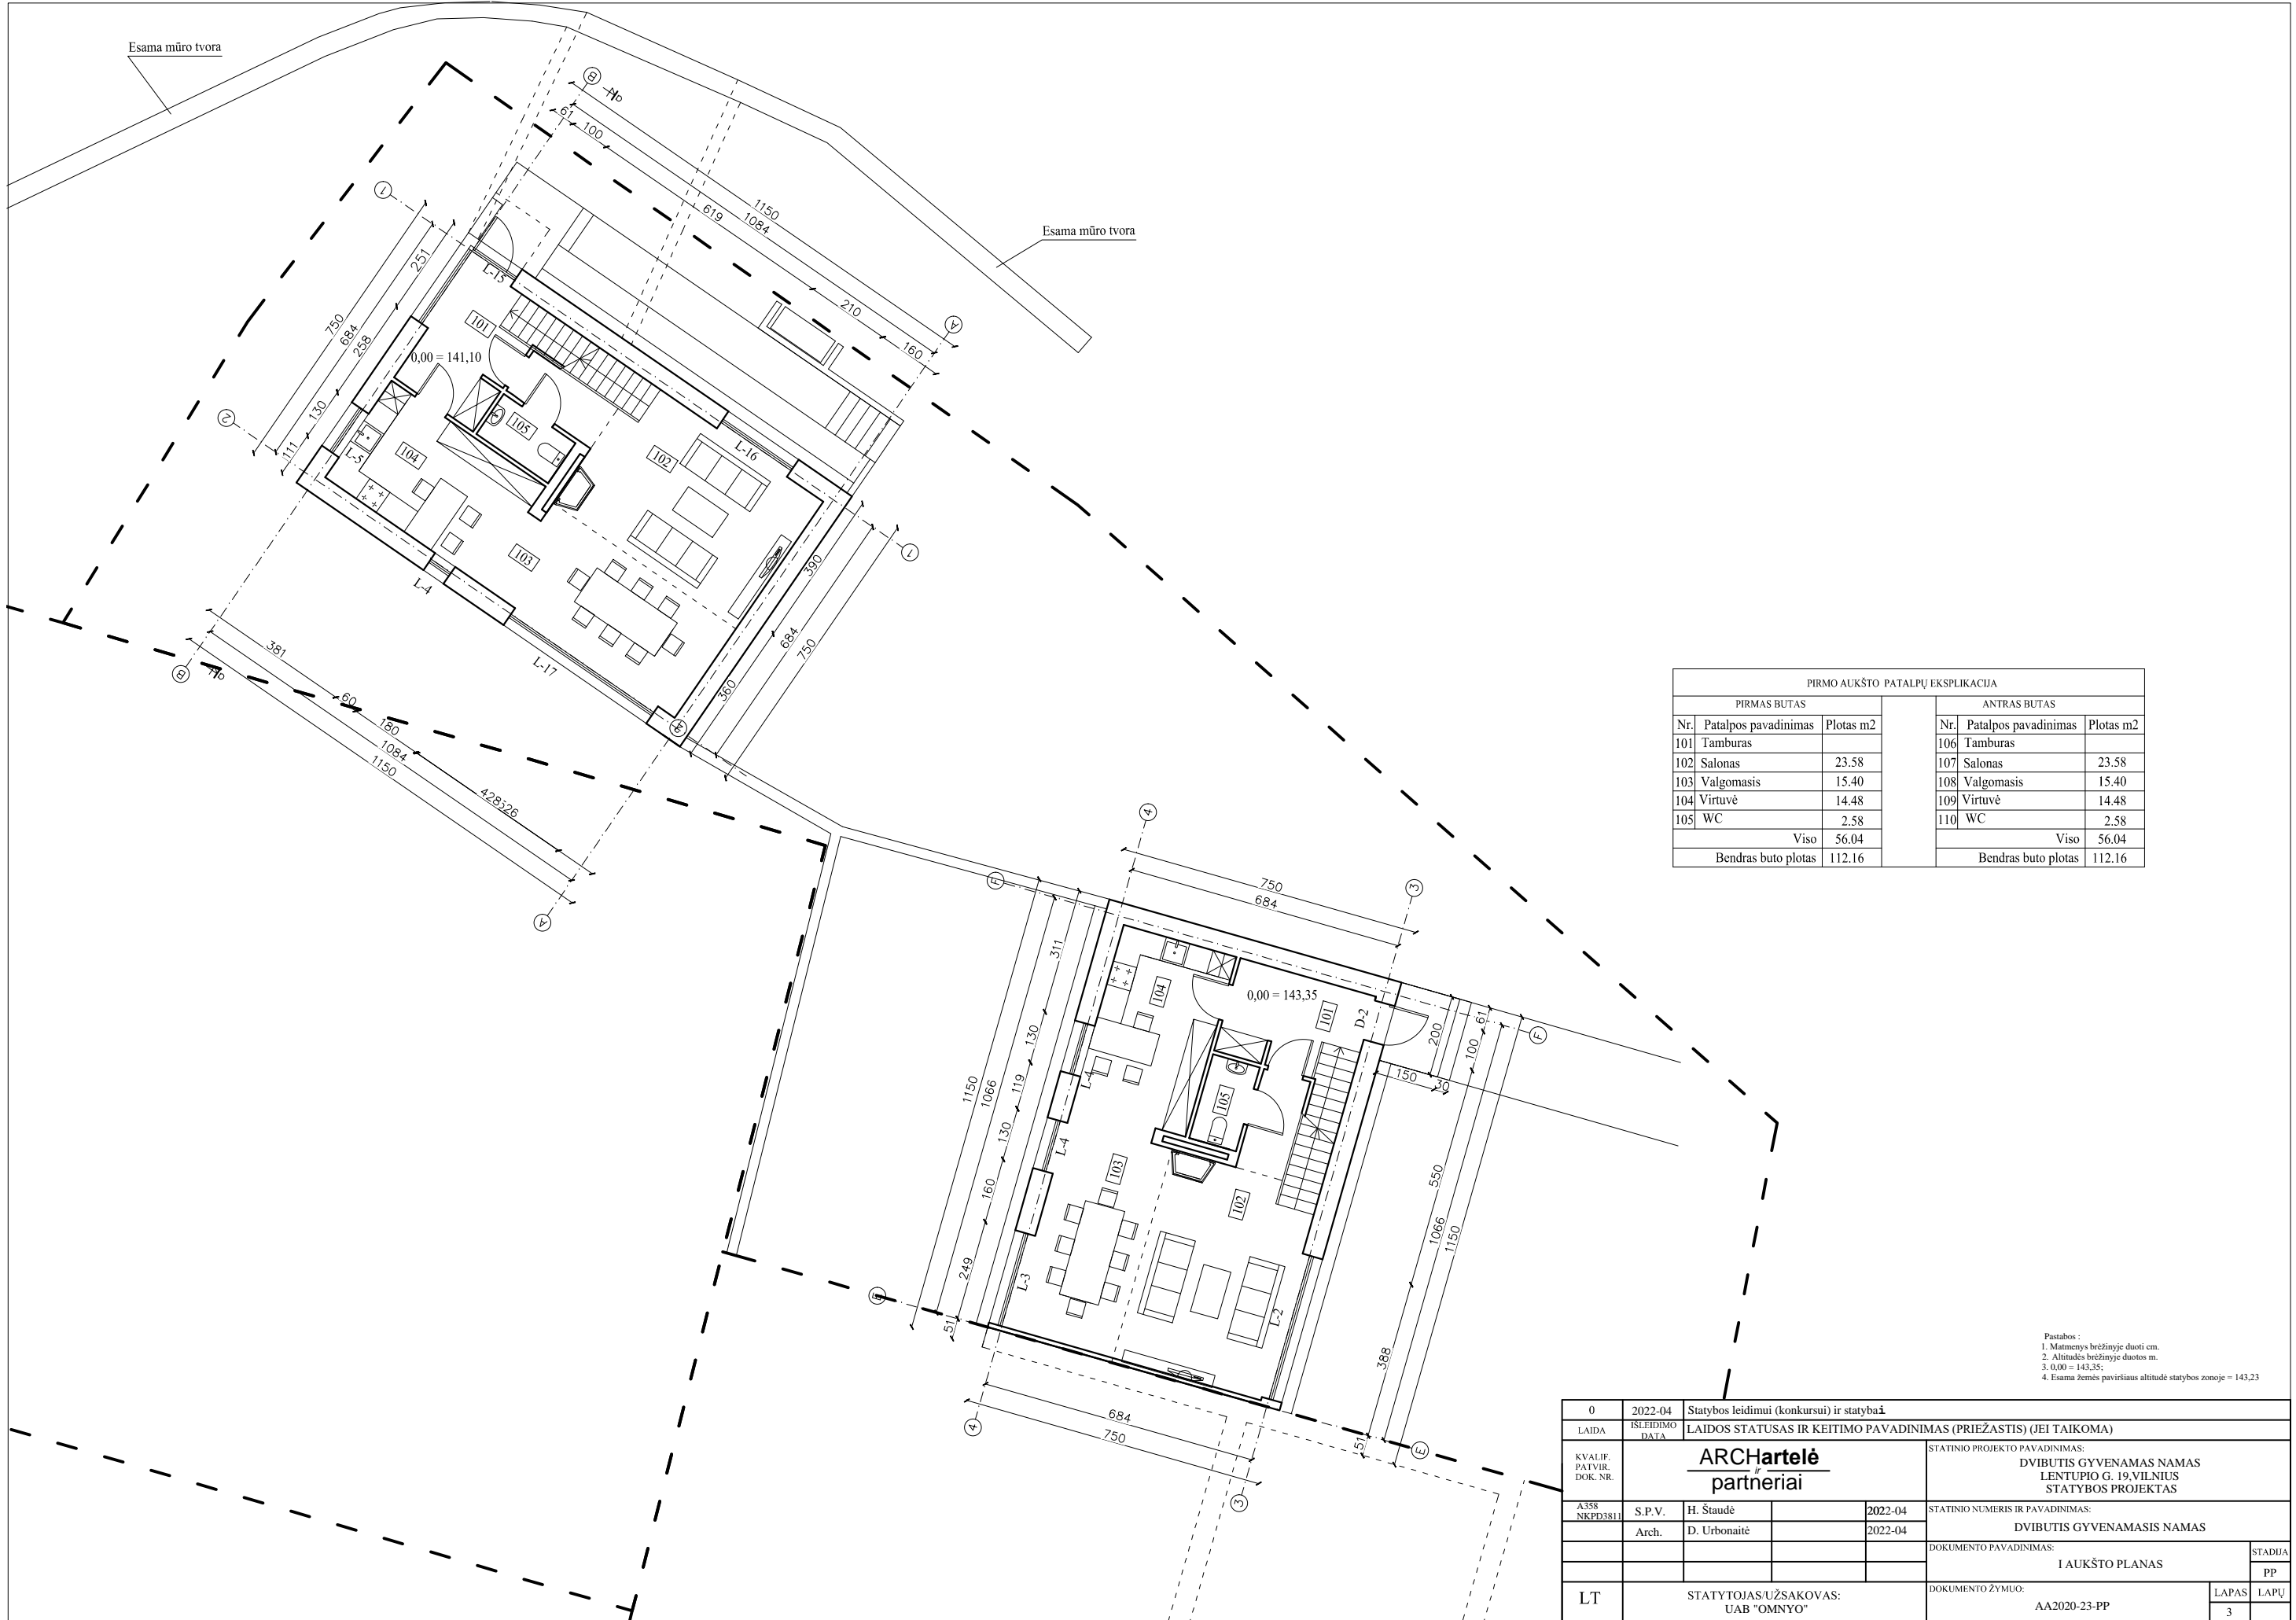 Esama mūro tvora
Esama mūro tvora
B
61
100
1150
1084
619
210
160
A
1
251
750
684
258
130
111
2
L-15
101
0,00 = 141,10
105
104
L-5
102
L-16
103
L-4
L-17
1
390
684
750
360
2
B
381
60
180
1084
1150
428
A
PIRMO AUKŠTO PATALPŲ EKSPLIKACIJA
PIRMAS BUTAS
Nr. Patalpos pavadinimas Plotas m2
101 Tamburas
102 Salonas 23.58
103 Valgomasis 15.40
104 Virtuvė 14.48
105 WC 2.58
Viso 56.04
Bendras buto plotas 112.16
ANTRAS BUTAS
Nr. Patalpos pavadinimas Plotas m2
106 Tamburas
107 Salonas 23.58
108 Valgomasis 15.40
109 Virtuvė 14.48
110 WC 2.58
Viso 56.04
Bendras buto plotas 112.16
4
3
F
750
684
311
130
119
130
160
249
51
1150
1066
104
0,00 = 143,35
101
D-2
L-4
L-4
105
103
102
L-3
L-2
200
100
61
150
30
F
550
1066
1150
388
51
E
E
684
750
4
3
Pastabos :
1. Matmenys brėžinyje duoti cm.
2. Altitudės brėžinyje duotos m.
3. 0,00 = 143,35;
4. Esama žemės paviršiaus altitudė statybos zonoje = 143,23
0 2022-04 Statybos leidimui (konkursui) ir statybai
LAIDA IŠLEIDIMO DATA LAIDOS STATUSAS IR KEITIMO PAVADINIMAS (PRIEŽASTIS) (JEI TAIKOMA)
KVALIF.
PATVIR.
DOK. NR.
ARCHartelė
ir
partneriai
STATINIO PROJEKTO PAVADINIMAS:
DVIBUTIS GYVENAMAS NAMAS
LENTUPIO G. 19,VILNIUS
STATYBOS PROJEKTAS
A358
NKPD3811
S.P.V. H. Štaudė 2022-04
Arch. D. Urbonaitė 2022-04
STATINIO NUMERIS IR PAVADINIMAS:
DVIBUTIS GYVENAMASIS NAMAS
DOKUMENTO PAVADINIMAS:
I AUKŠTO PLANAS
STADIJA
PP
LT
STATYTOJAS/UŽSAKOVAS:
UAB "OMNYO"
DOKUMENTO ŽYMUO:
AA2020-23-PP
LAPAS LAPŲ
3